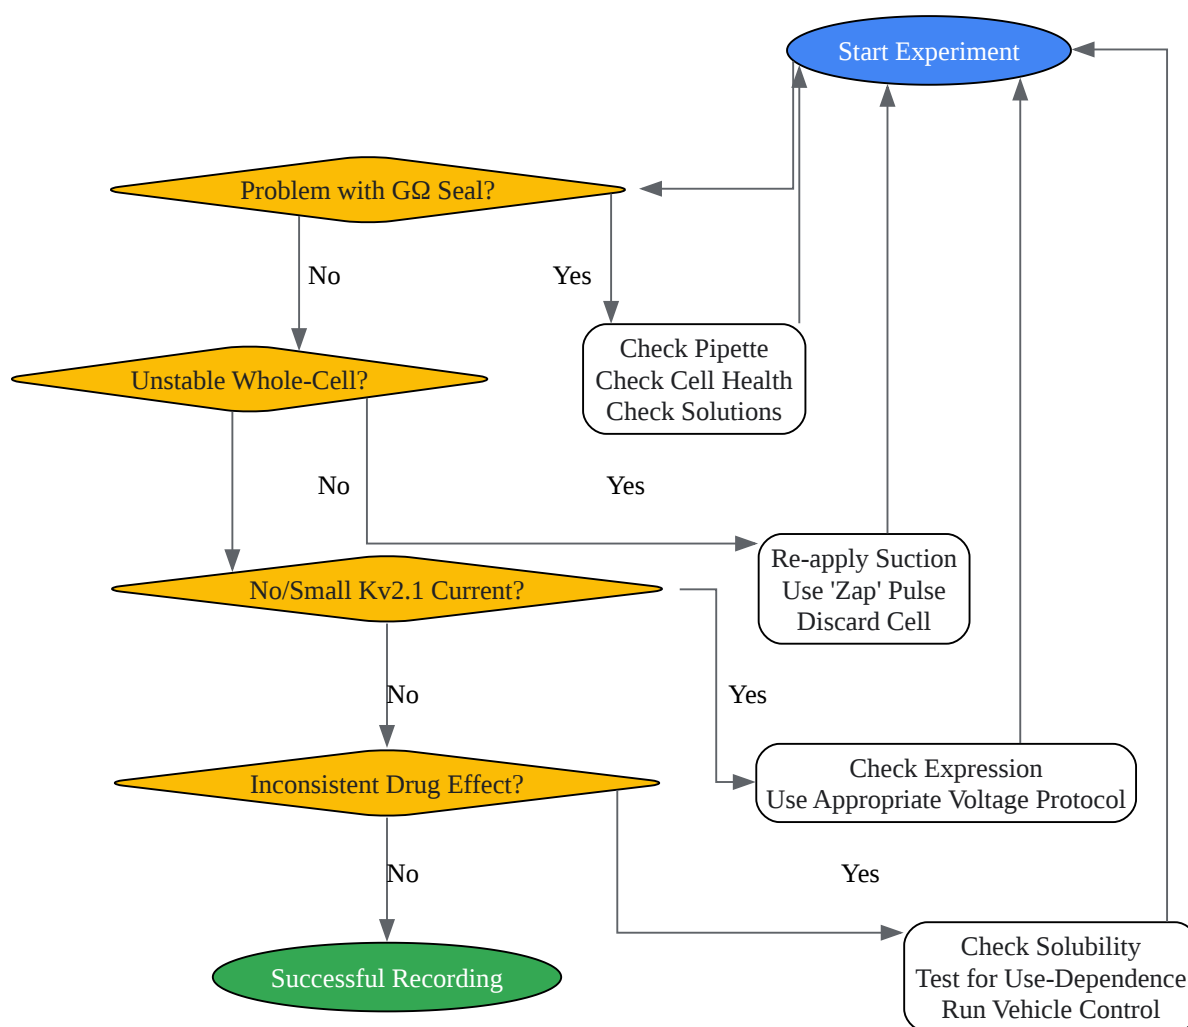 Start Experiment
Problem with GΩ Seal?
No
Yes
Check Pipette
Check Cell Health
Check Solutions
Unstable Whole-Cell?
No
Yes
Re-apply Suction
Use 'Zap' Pulse
Discard Cell
No/Small Kv2.1 Current?
No
Yes
Check Expression
Use Appropriate Voltage Protocol
Inconsistent Drug Effect?
No
Yes
Check Solubility
Test for Use-Dependence
Run Vehicle Control
Successful Recording